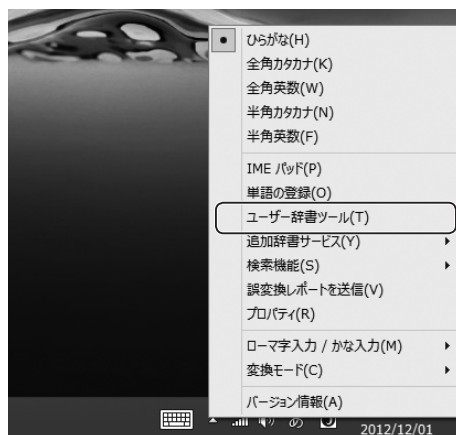 ひらがな(H)
全角カタカナ(K)
全角英数(W)
半角カタカナ(N)
半角英数(F)
IME パッド(P)
単語の登録(O)
ユーザー辞書ツール(T)
追加辞書サービス(Y)
検索機能(S)
誤変換レポートを送信(V)
プロパティ(R)
ローマ字入力 / かな入力(M)
変換モード(C)
バージョン情報(A)
あ
2012/12/01